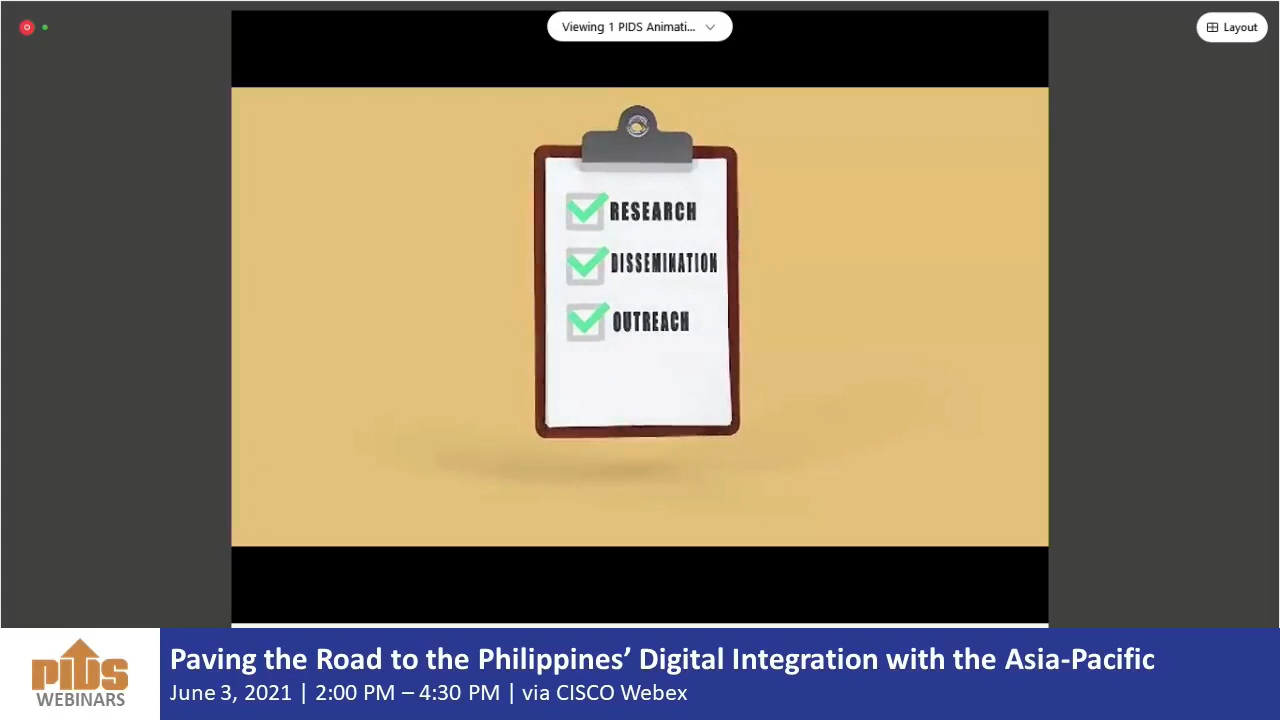 Viewing 1 PIDS Animati...
Layout
RESEARCH
DISSEMINATION
OUTREACH
PIDS
WEBINARS
Paving the Road to the Philippines’ Digital Integration with the Asia-Pacific
June 3, 2021 | 2:00 PM – 4:30 PM | via CISCO Webex